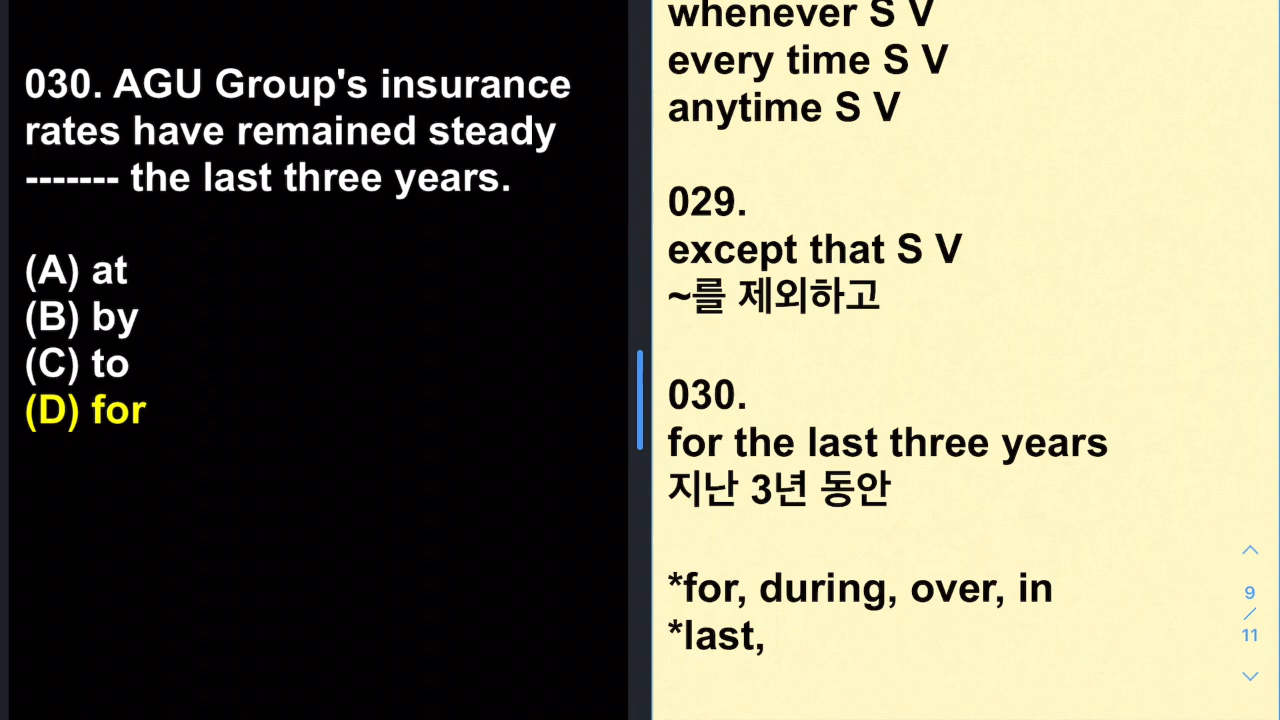 030. AGU Group's insurance
rates have remained steady
------- the last three years.
(A) at
(B) by
(C) to
(D) for
whenever S V
every time S V
anytime S V
029.
except that S V
~를 제외하고
030.
for the last three years
지난 3년 동안
*for, during, over, in
*last,
9
/
11